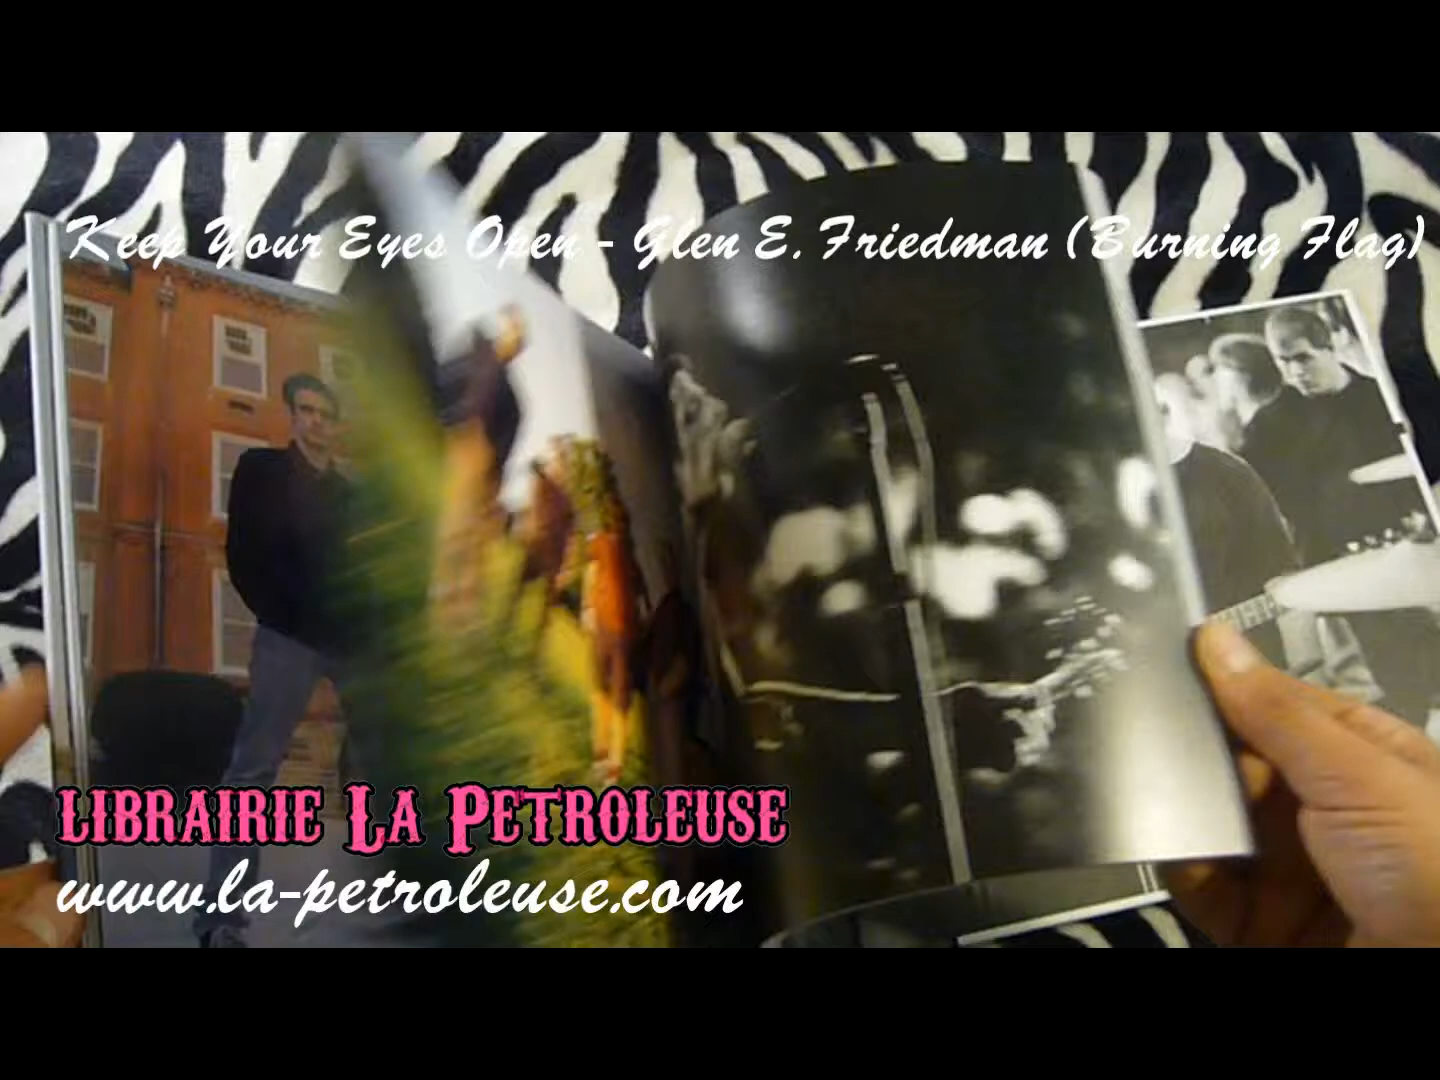 Keep Your Eyes Open - Glen E. Friedman (Burning Flag)
LIBRAIRIE LA PETROLEUSE
www.la-petroleuse.com